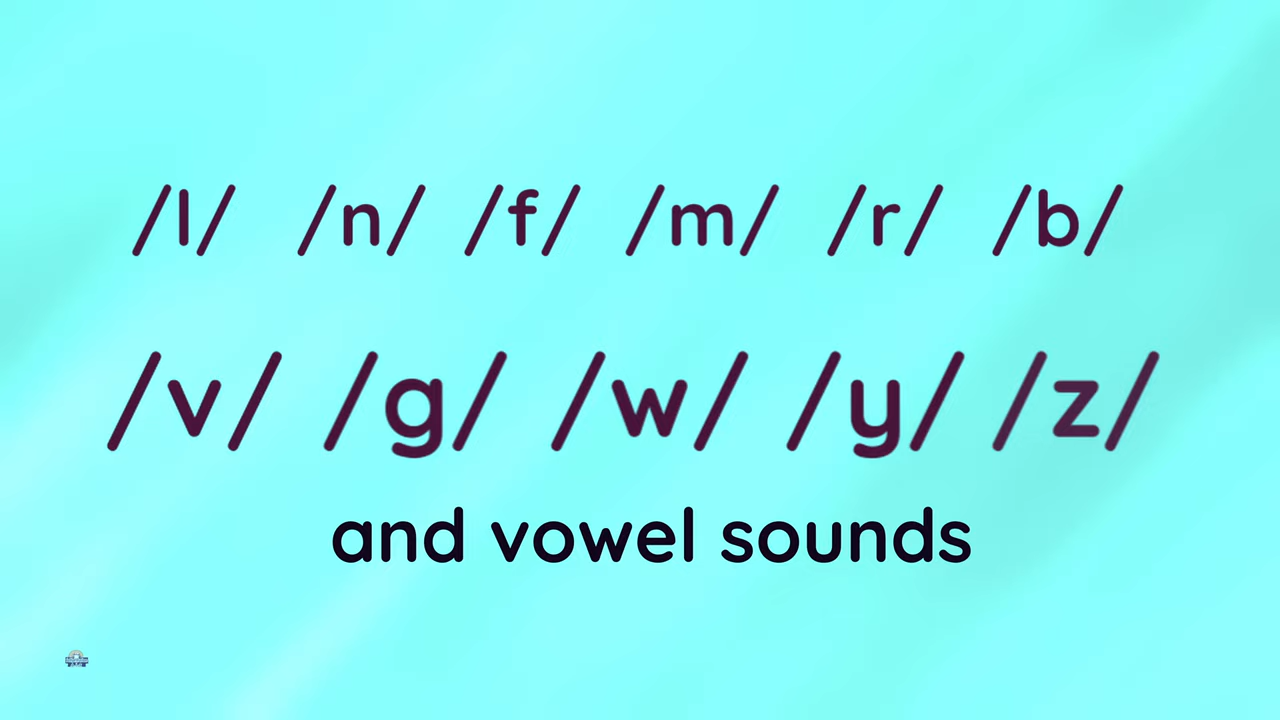 /l/ /n/ /f/ /m/ /r/ /b/
/v/ /g/ /w/ /y/ /z/
and vowel sounds